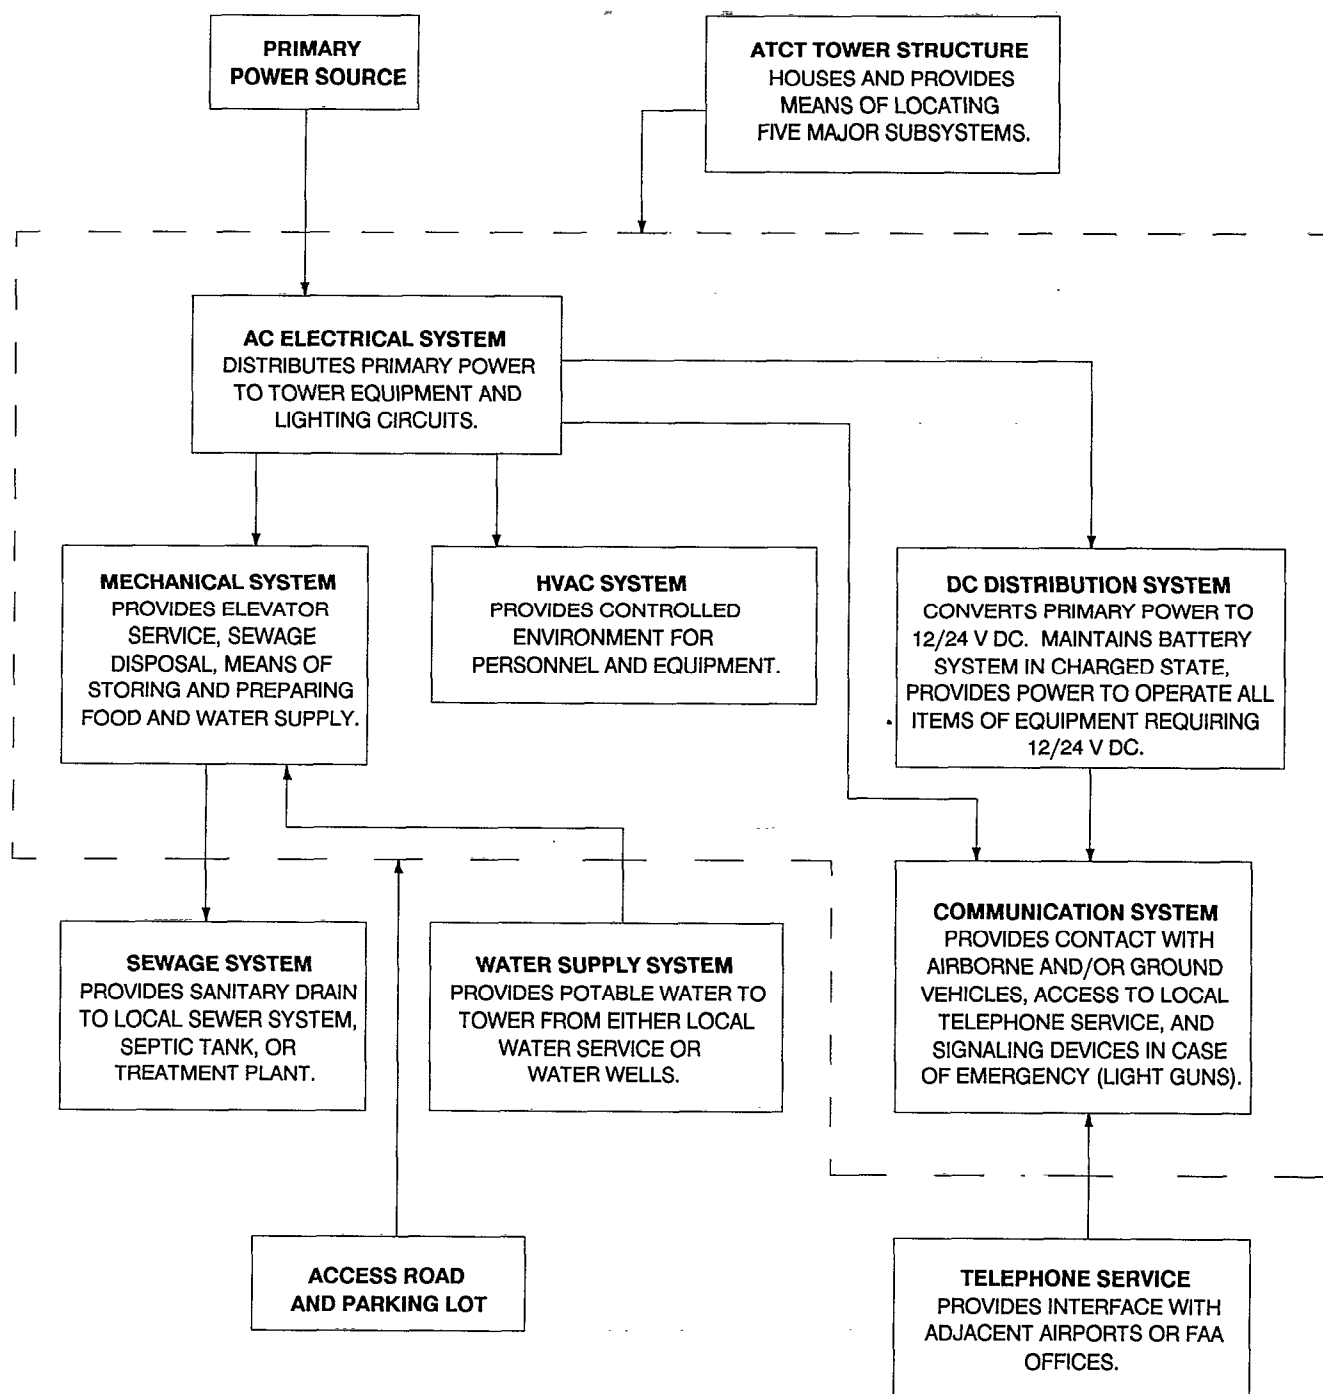 PRIMARY
POWER SOURCE
ATCT TOWER STRUCTURE
HOUSES AND PROVIDES
MEANS OF LOCATING
FIVE MAJOR SUBSYSTEMS.
AC ELECTRICAL SYSTEM
DISTRIBUTES PRIMARY POWER
TO TOWER EQUIPMENT AND
LIGHTING CIRCUITS.
MECHANICAL SYSTEM
PROVIDES ELEVATOR
SERVICE, SEWAGE
DISPOSAL, MEANS OF
STORING AND PREPARING
FOOD AND WATER SUPPLY.
HVAC SYSTEM
PROVIDES CONTROLLED
ENVIRONMENT FOR
PERSONNEL AND EQUIPMENT.
DC DISTRIBUTION SYSTEM
CONVERTS PRIMARY POWER TO
12/24 V DC. MAINTAINS BATTERY
SYSTEM IN CHARGED STATE,
PROVIDES POWER TO OPERATE ALL
ITEMS OF EQUIPMENT REQUIRING
12/24 V DC.
SEWAGE SYSTEM
PROVIDES SANITARY DRAIN
TO LOCAL SEWER SYSTEM,
SEPTIC TANK, OR
TREATMENT PLANT.
WATER SUPPLY SYSTEM
PROVIDES POTABLE WATER TO
TOWER FROM EITHER LOCAL
WATER SERVICE OR
WATER WELLS.
COMMUNICATION SYSTEM
PROVIDES CONTACT WITH
AIRBORNE AND/OR GROUND
VEHICLES, ACCESS TO LOCAL
TELEPHONE SERVICE, AND
SIGNALING DEVICES IN CASE
OF EMERGENCY (LIGHT GUNS).
ACCESS ROAD
AND PARKING LOT
TELEPHONE SERVICE
PROVIDES INTERFACE WITH
ADJACENT AIRPORTS OR FAA
OFFICES.